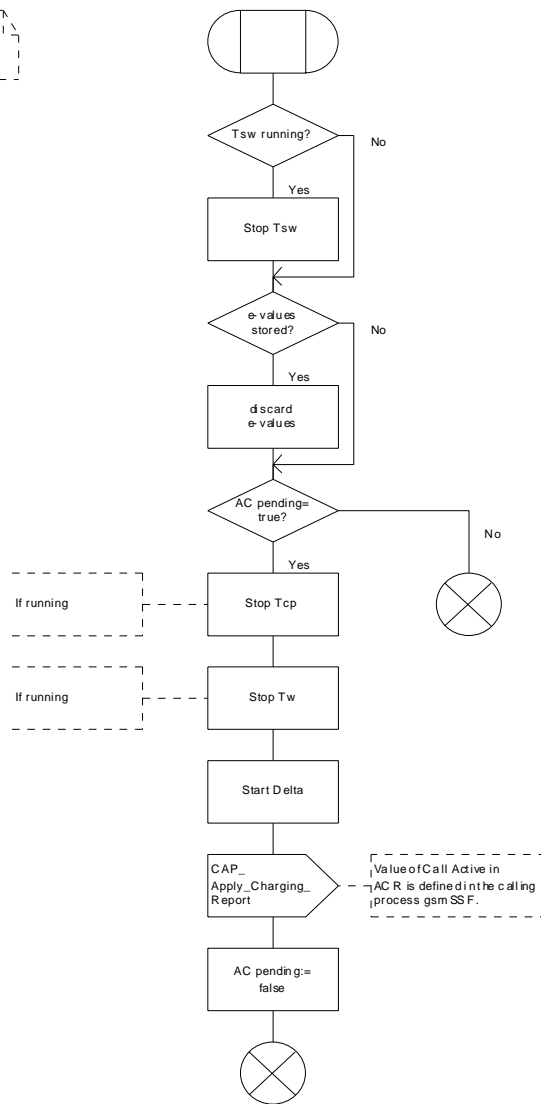 Tsw running?
No
Yes
Stop Tsw
e-values
stored?
No
Yes
discard
e-values
AC pending=
true?
No
Yes
If running
Stop Tcp
If running
Stop Tw
Start Delta
CAP_
Apply_Charging_
Report
Value of Call Active in
ACR is defined in the calling
process gsmSSF.
AC pending:=
false